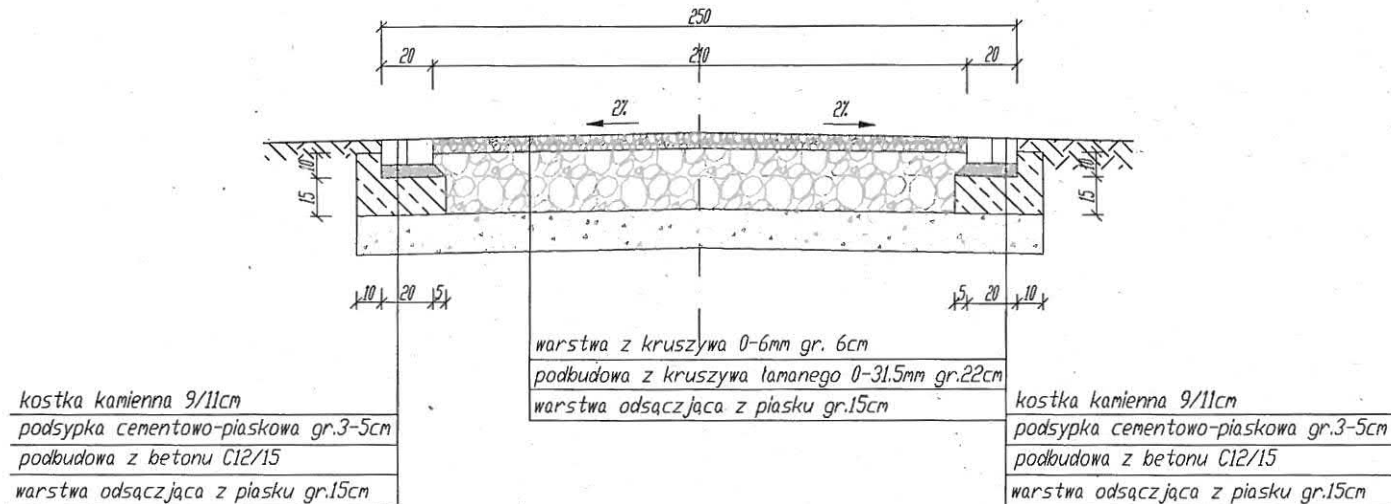 250
20
210
20
2%
2%
10
15
10
15
10
20
5
5
20
10
warstwa z kruszywa 0-6mm gr. 6cm
podbudowa z kruszywa łamanego 0-31.5mm gr.22cm
warstwa odsączjąca z piasku gr.15cm
kostka kamienna 9/11cm
podsypka cementowo-piaskowa gr.3-5cm
podbudowa z betonu C12/15
warstwa odsączjąca z piasku gr.15cm
kostka kamienna 9/11cm
podsypka cementowo-piaskowa gr.3-5cm
podbudowa z betonu C12/15
warstwa odsączjąca z piasku gr.15cm